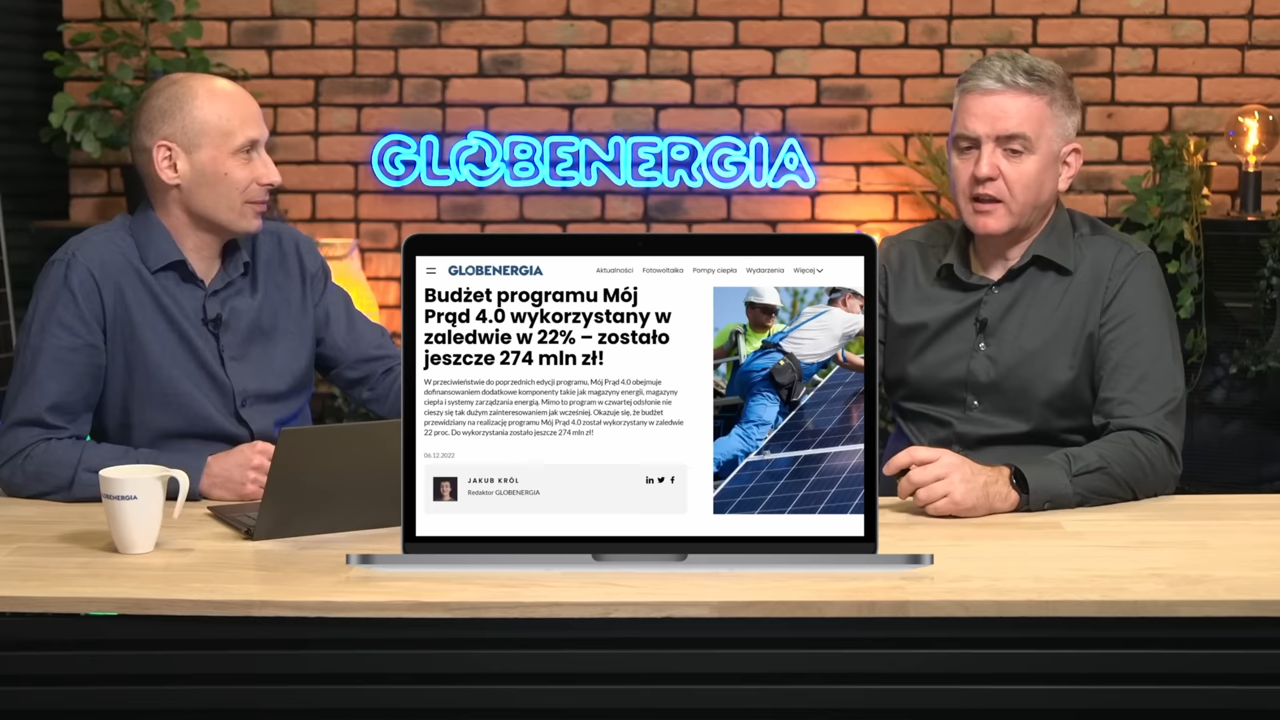 GLOBENERGIA
GLOBENERGIA
Aktualności Fotowoltaika Pompy ciepła Wydarzenia Więcej
Budżet programu Mój
Prąd 4.0 wykorzystany w
zaledwie w 22% – zostało
jeszcze 274 mln zł!
W przeciwieństwie do poprzednich edycji programu, Mój Prąd 4.0 obejmuje
dofinansowaniem dodatkowe komponenty takie jak magazyny energii, magazyny
ciepła i systemy zarządzania energią. Mimo to program w czwartej odsłonie nie
cieszy się tak dużym zainteresowaniem jak wcześniej. Okazuje się, że budżet
przewidziany na realizację programu Mój Prąd 4.0 został wykorzystany w zaledwie
22 proc. Do wykorzystania zostało jeszcze 274 mln zł!
06.12.2022
JAKUB KRÓL
Redaktor GLOBENERGIA
GLOBENERGIA